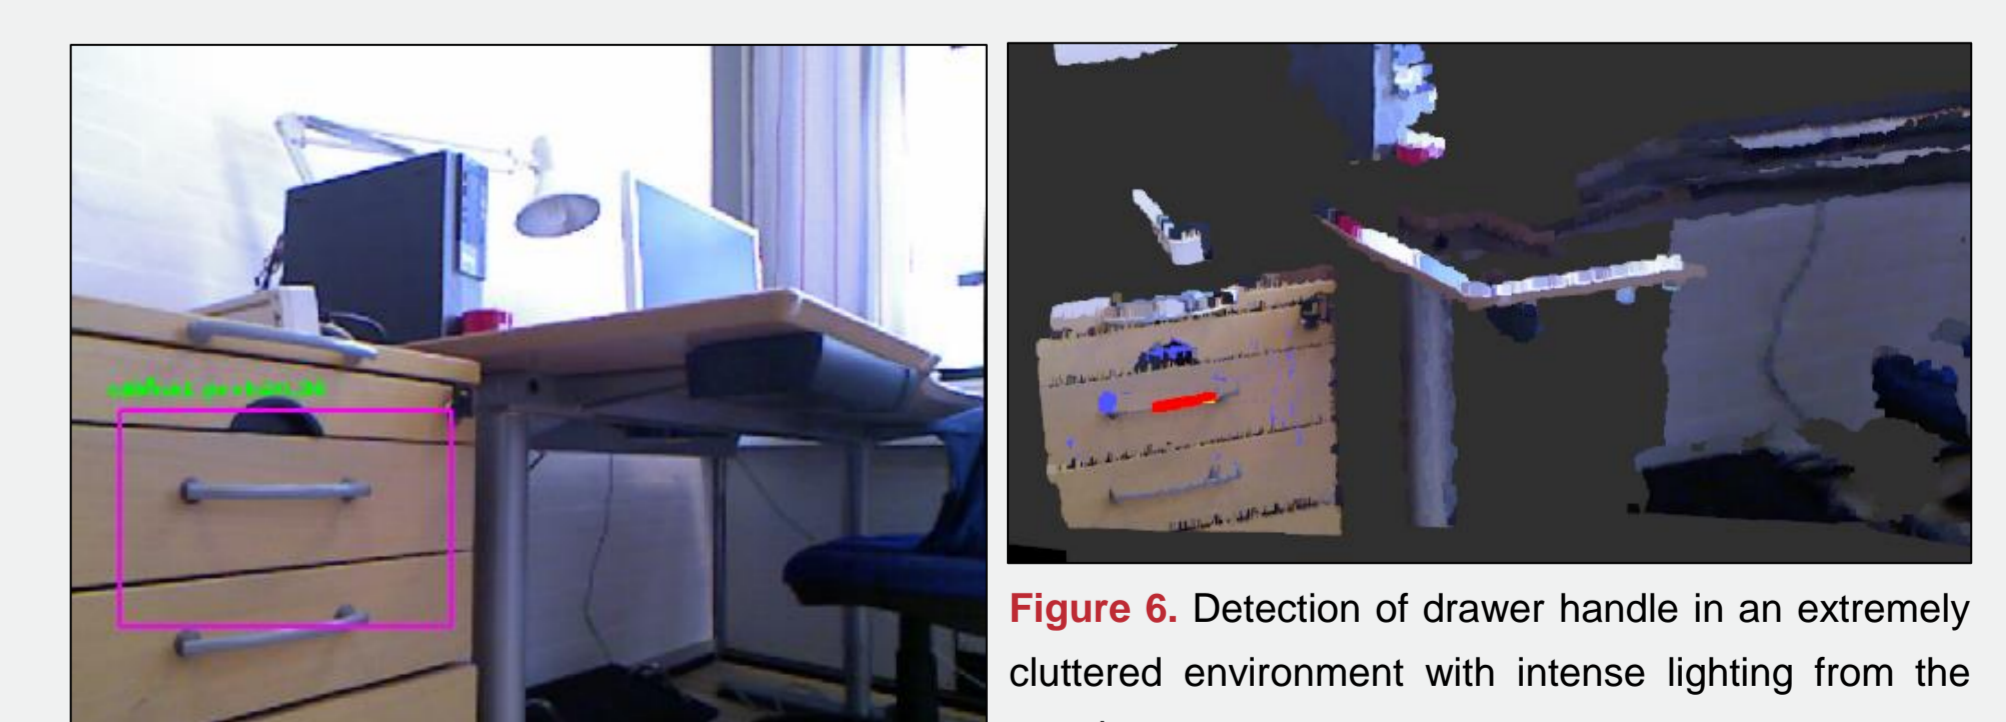 Figure 6. Detection of drawer handle in an extremely
cluttered environment with intense lighting from the